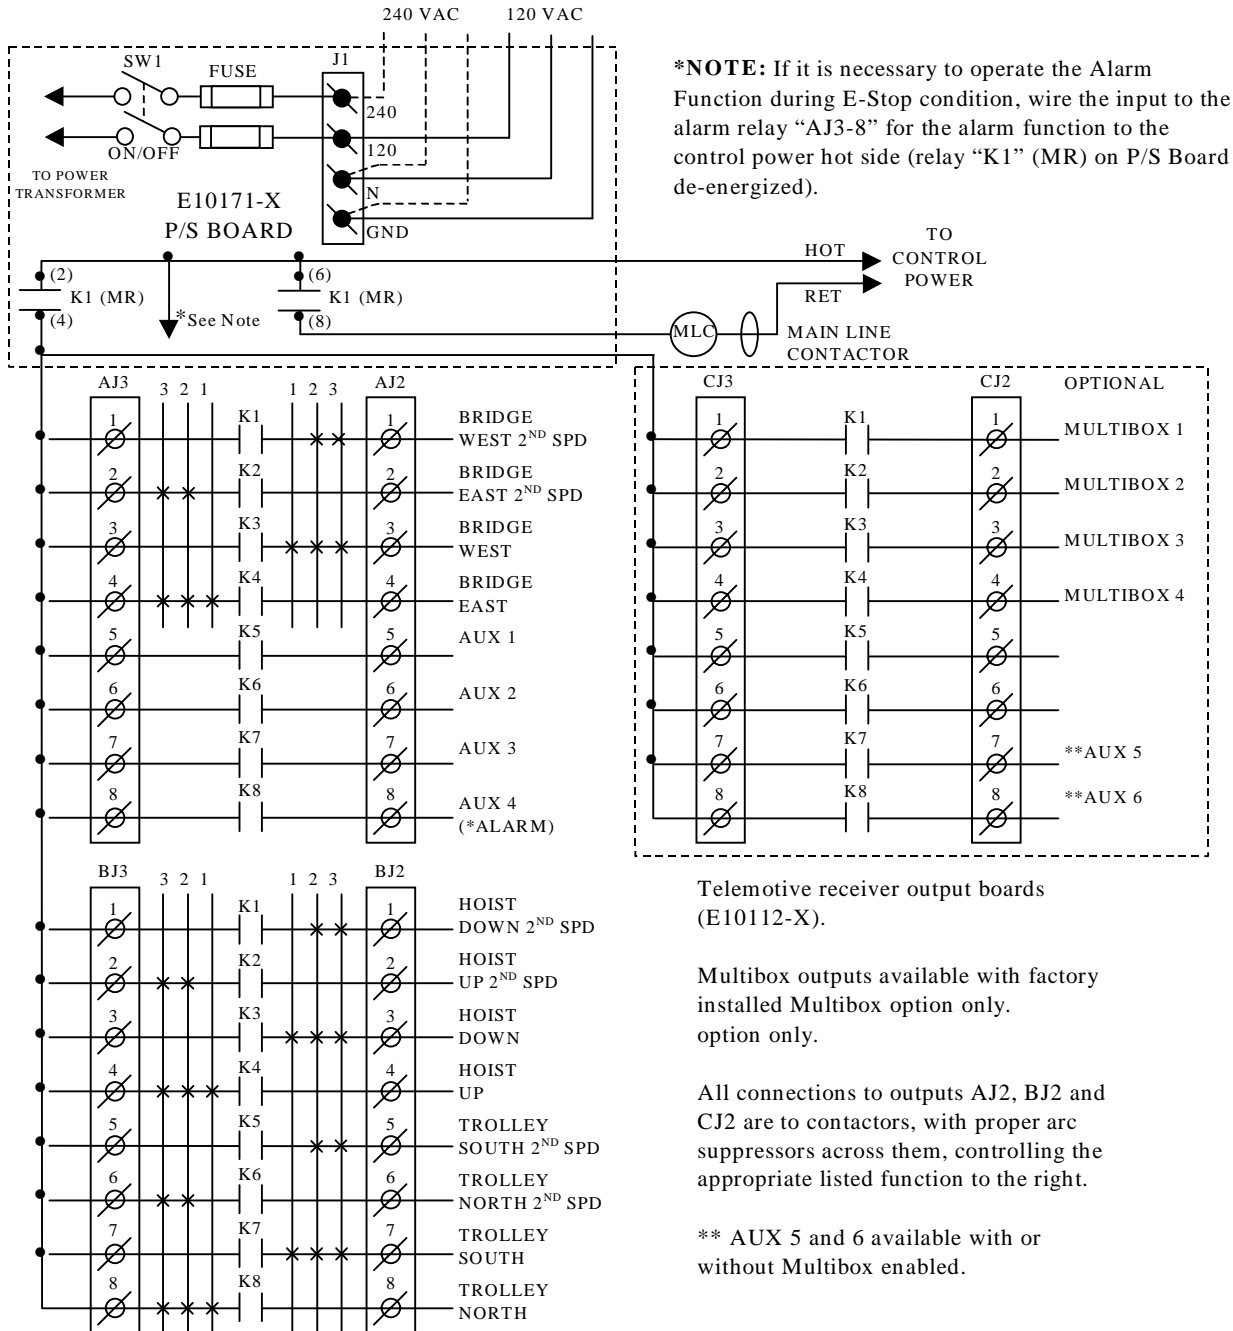 240 VAC 120 VAC
SW1
FUSE
J1
240
120
N
GND
ON/OFF
TO POWER
TRANSFORMER
E10171-X
P/S BOARD
*NOTE: If it is necessary to operate the Alarm
Function during E-Stop condition, wire the input to the
alarm relay “AJ3-8” for the alarm function to the
control power hot side (relay “K1” (MR) on P/S Board
de-energized).
(2)
K1 (MR)
(4)
*See Note
(6)
K1 (MR)
(8)
HOT
RET
TO
CONTROL
POWER
MLC
MAIN LINE
CONTACTOR
AJ3 3 2 1 1 2 3 AJ2
1 K1 1 BRIDGE
WEST 2ND SPD
2 K2 2 BRIDGE
EAST 2ND SPD
3 K3 3 BRIDGE
WEST
4 K4 4 BRIDGE
EAST
5 K5 5 AUX 1
6 K6 6 AUX 2
7 K7 7 AUX 3
8 K8 8 AUX 4
(*ALARM)
CJ3 CJ2 OPTIONAL
1 K1 1 MULTIBOX 1
2 K2 2 MULTIBOX 2
3 K3 3 MULTIBOX 3
4 K4 4 MULTIBOX 4
5 K5 5
6 K6 6
7 K7 7 **AUX 5
8 K8 8 **AUX 6
BJ3 3 2 1 1 2 3 BJ2
1 K1 1 HOIST
DOWN 2ND SPD
2 K2 2 HOIST
UP 2ND SPD
3 K3 3 HOIST
DOWN
4 K4 4 HOIST
UP
5 K5 5 TROLLEY
SOUTH 2ND SPD
6 K6 6 TROLLEY
NORTH 2ND SPD
7 K7 7 TROLLEY
SOUTH
8 K8 8 TROLLEY
NORTH
Telemotive receiver output boards
(E10112-X).
Multibox outputs available with factory
installed Multibox option only.
option only.
All connections to outputs AJ2, BJ2 and
CJ2 are to contactors, with proper arc
suppressors across them, controlling the
appropriate listed function to the right.
** AUX 5 and 6 available with or
without Multibox enabled.